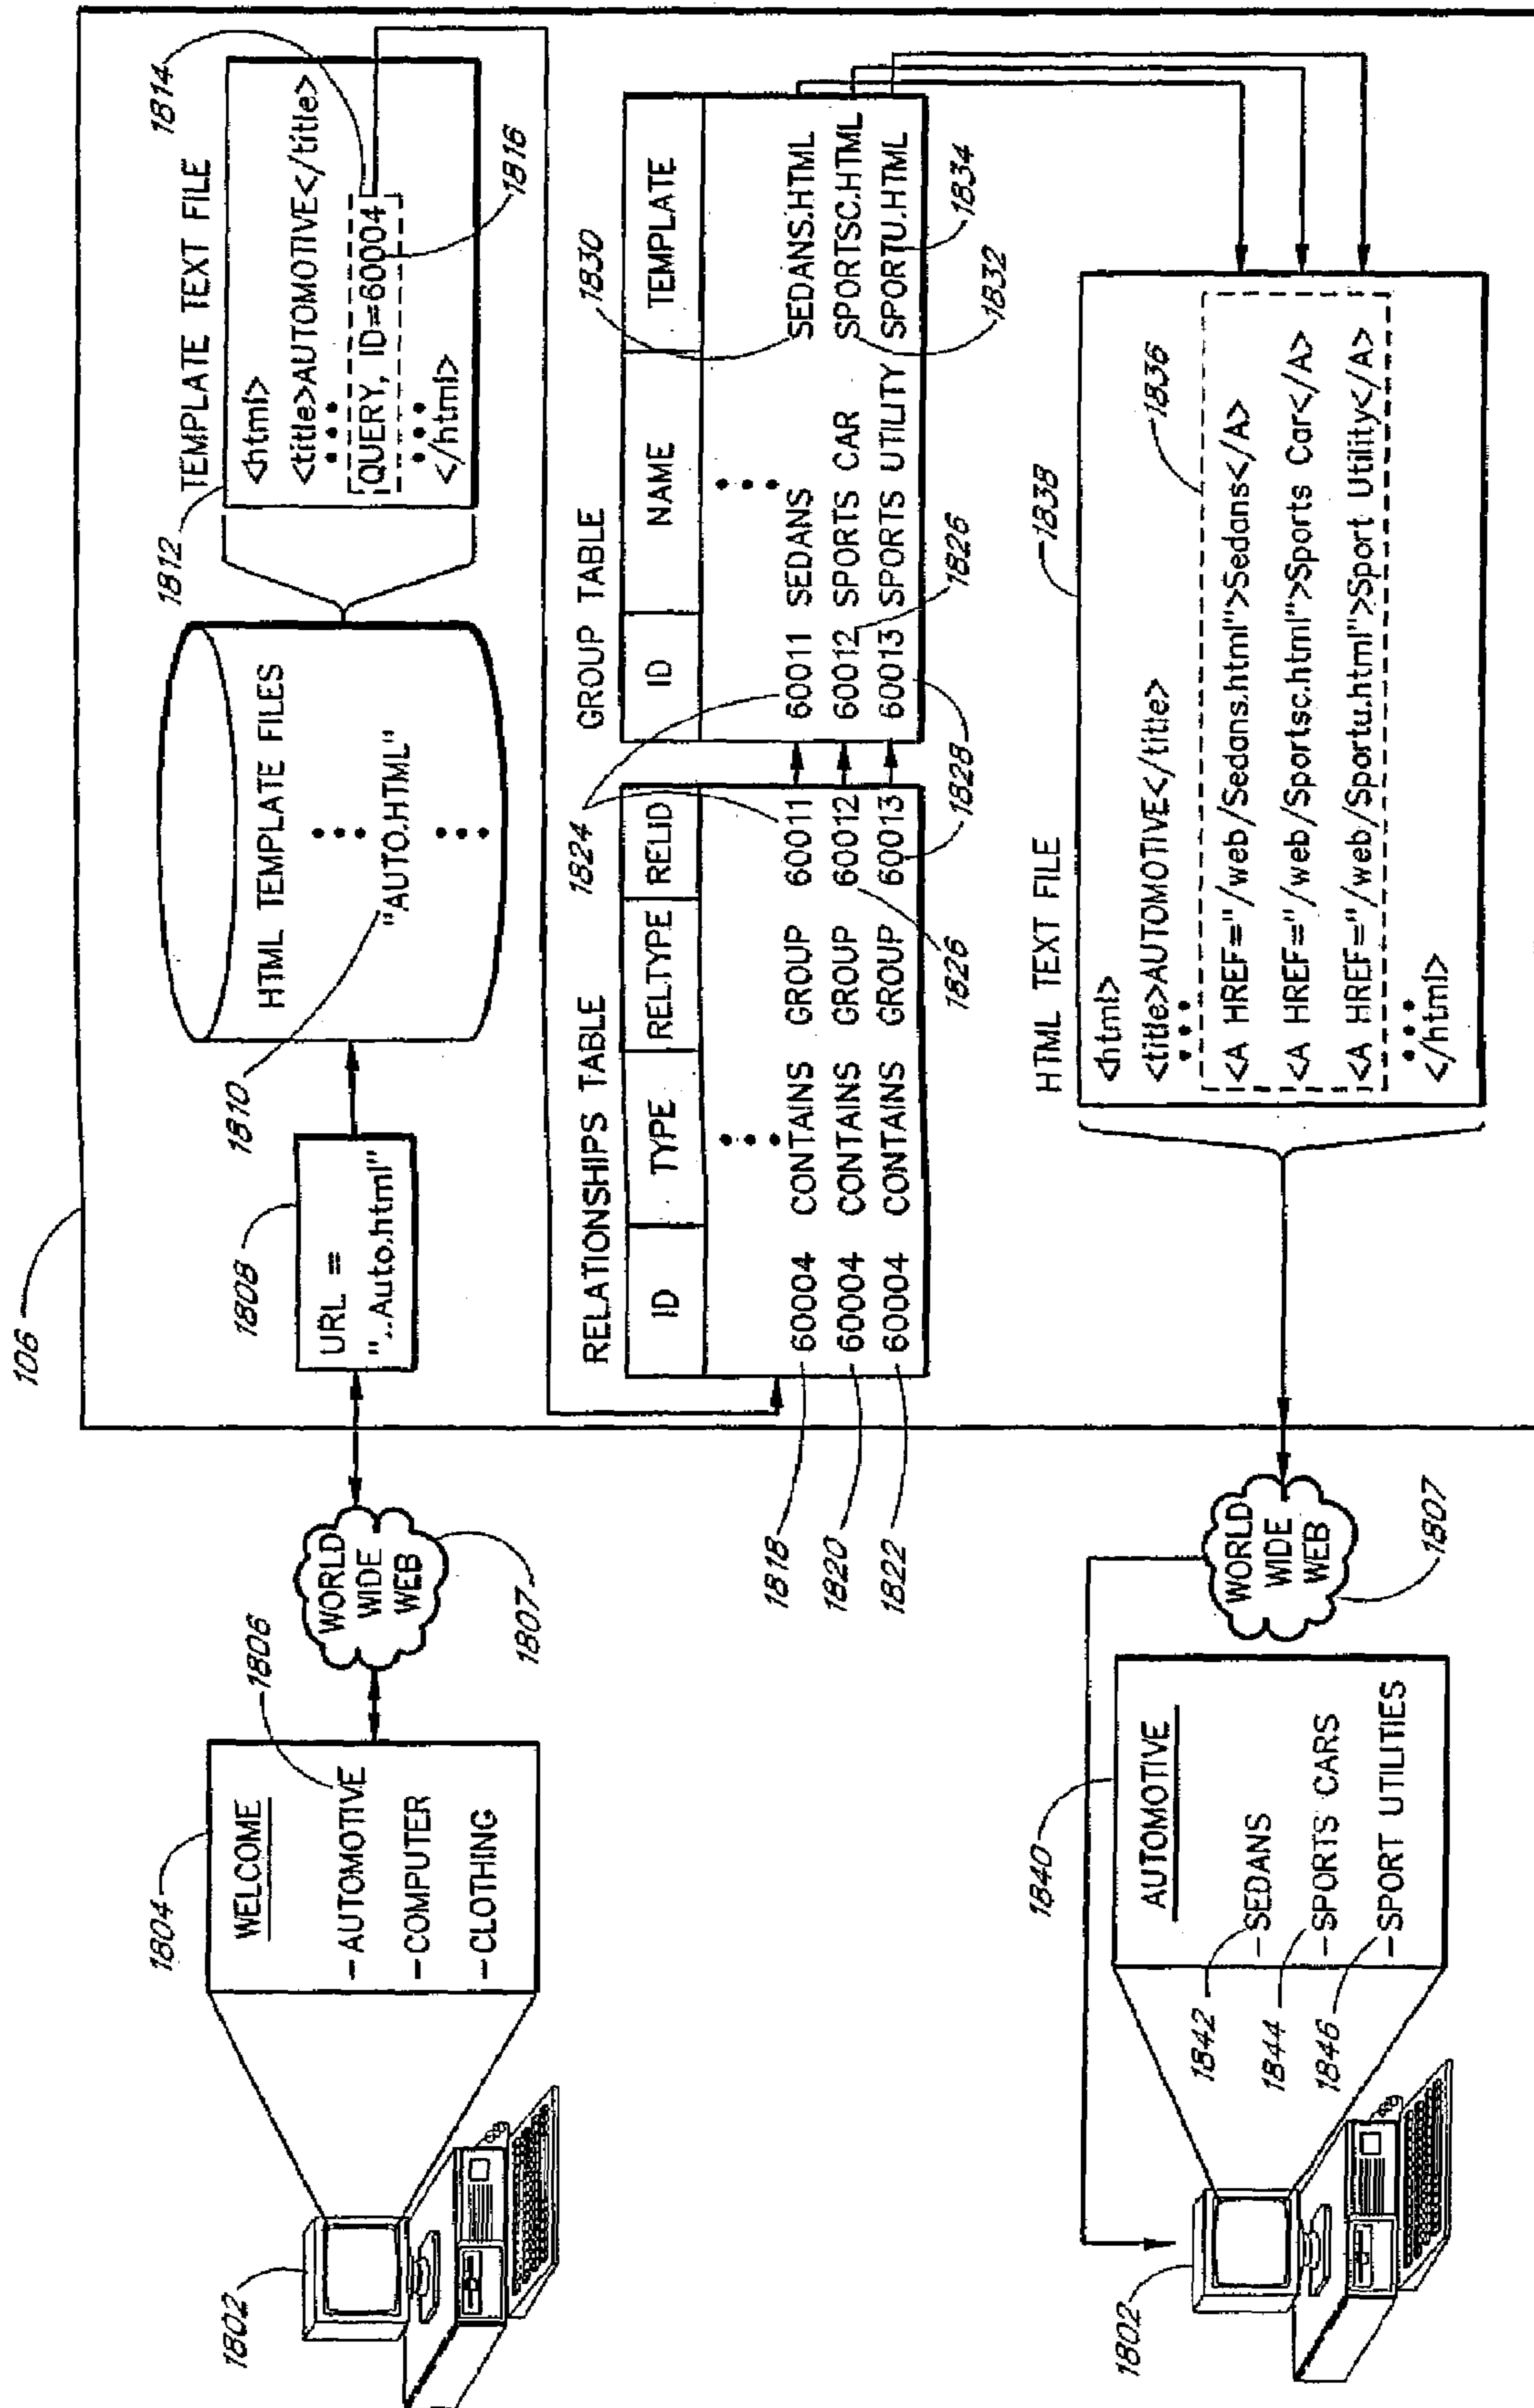 106
1802
1804
WELCOME
-AUTOMOTIVE
1806
-COMPUTER
-CLOTHING
WORLD
WIDE
WEB
1807
1808
URL =
"..Auto.html"
HTML TEMPLATE FILES
"AUTO.HTML"
1810
TEMPLATE TEXT FILE
1812
<html>
<title>AUTOMOTIVE</title>
QUERY, ID=60004
</html>
1814
1816
RELATIONSHIPS TABLE
ID TYPE RELTYPE RELID
60004 CONTAINS GROUP 60011
60004 CONTAINS GROUP 60012
60004 CONTAINS GROUP 60013
1818
1820
1822
1824
1826
1828
GROUP TABLE
ID NAME TEMPLATE
60011 SEDANS SEDANS.HTML
60012 SPORTS CAR SPORTSC.HTML
60013 SPORTS UTILITY SPORTU.HTML
1826
1830
1832
1834
HTML TEXT FILE
1838
<html>
<title>AUTOMOTIVE</title>
<A HREF="/web/Sedans.html">Sedans</A>
<A HREF="/web/Sportsc.html">Sports Car</A>
<A HREF="/web/Sportu.html">Sport Utility</A>
</html>
1836
WORLD
WIDE
WEB
1807
1802
1840
AUTOMOTIVE
-SEDANS
-SPORTS CARS
-SPORT UTILITIES
1842
1844
1846